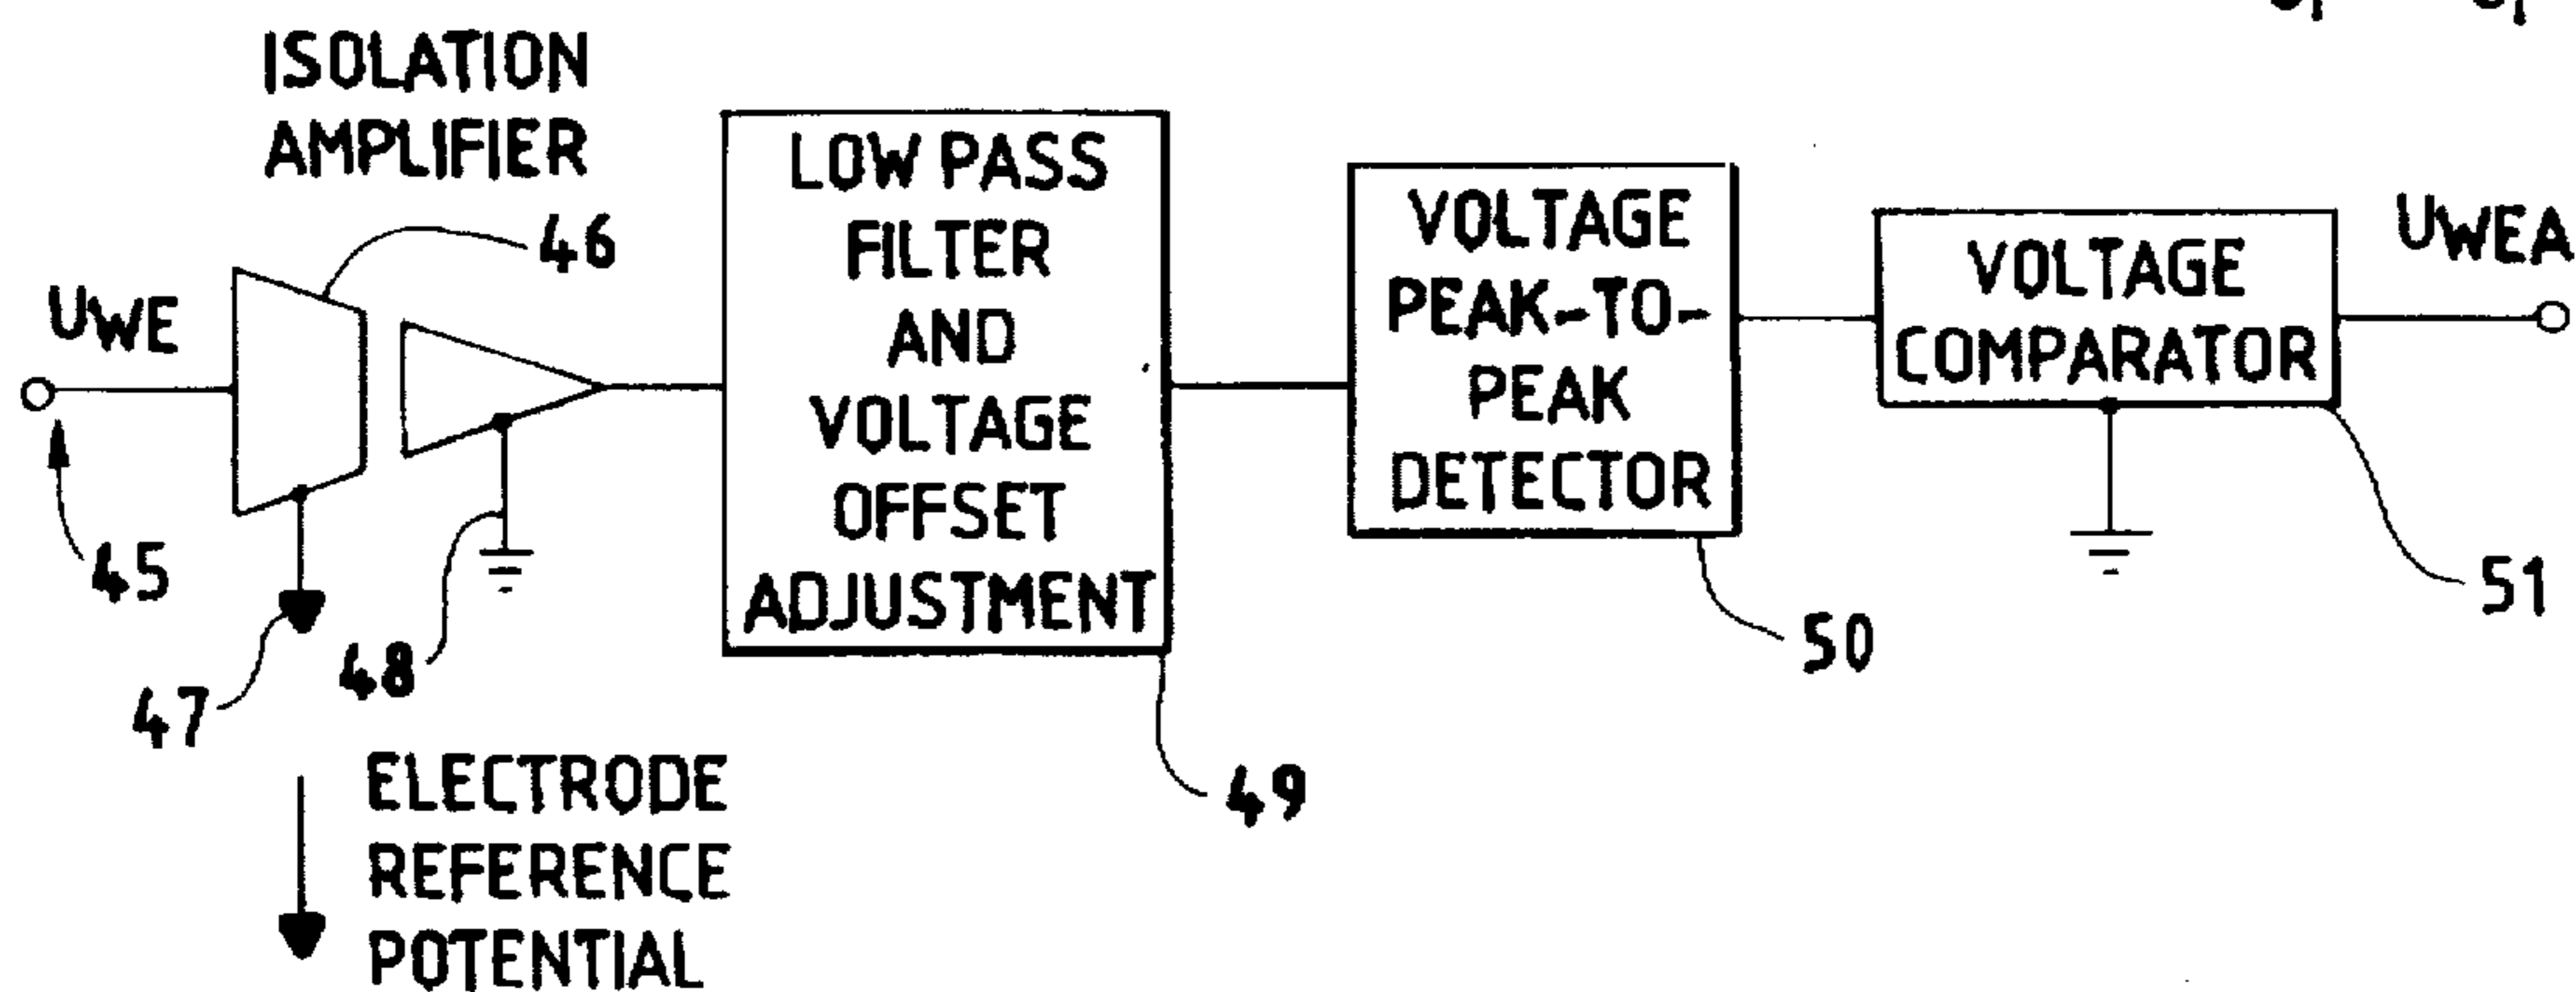 ISOLATION
AMPLIFIER
46
UWE
45
47
48
ELECTRODE
REFERENCE
POTENTIAL
LOW PASS
FILTER
AND
VOLTAGE
OFFSET
ADJUSTMENT
49
VOLTAGE
PEAK-TO-
PEAK
DETECTOR
50
VOLTAGE
COMPARATOR
51
UWEA